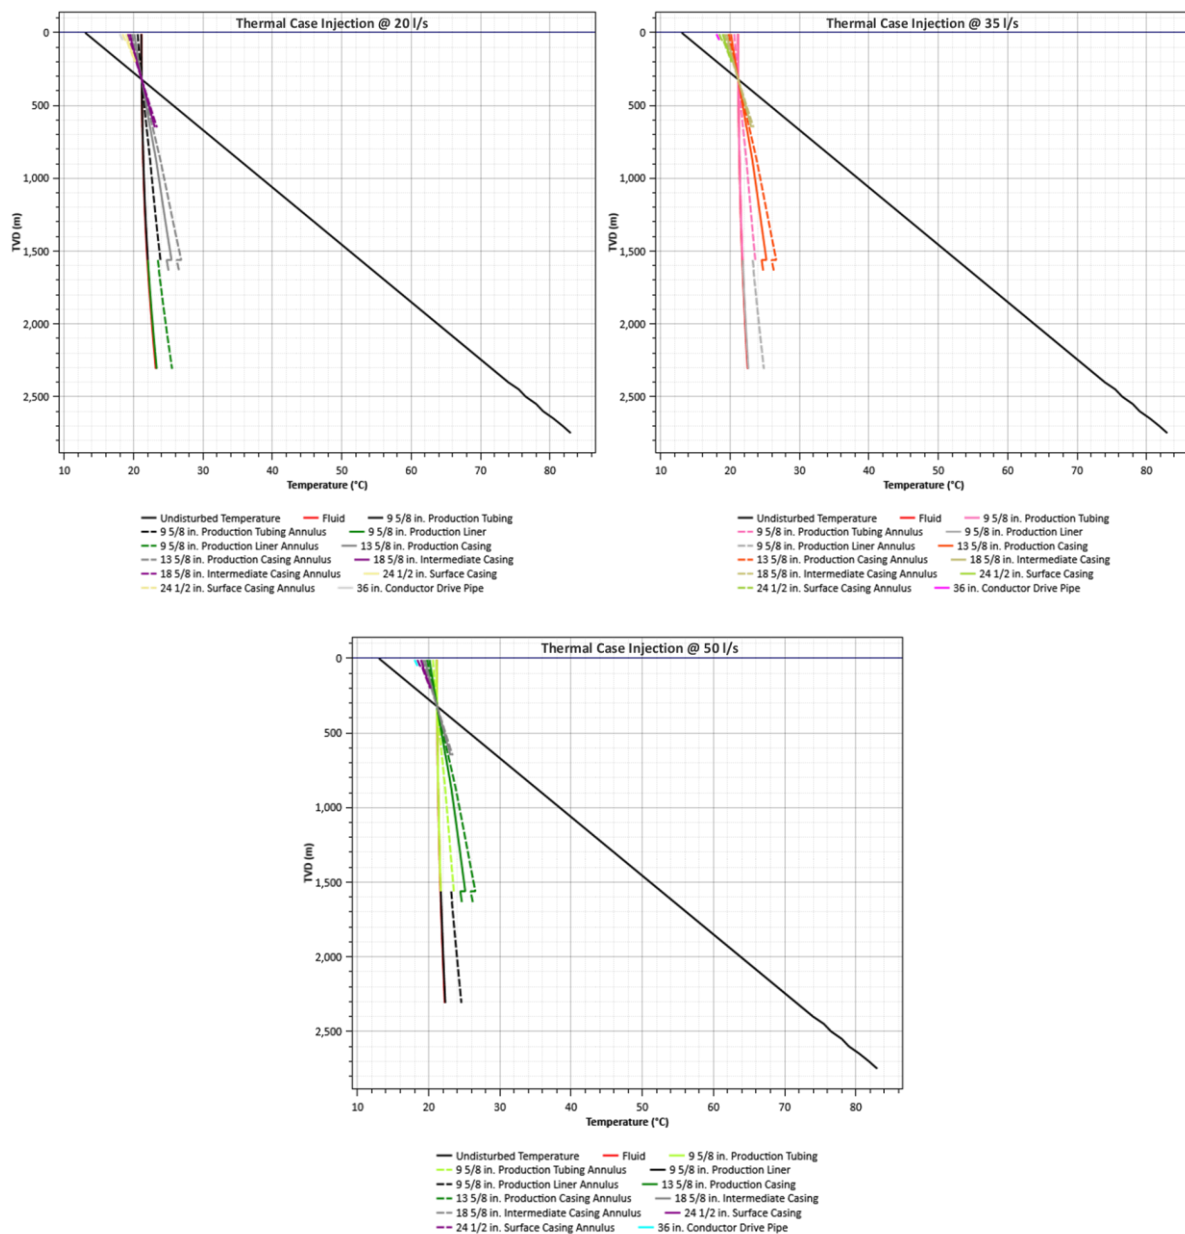 Thermal Case Injection @ 20 l/s
0
500
1,000
1,500
2,000
2,500
TVD (m)
10 20 30 40 50 60 70 80
Temperature (°C)
Undisturbed Temperature Fluid 9 5/8 in. Production Tubing
9 5/8 in. Production Tubing Annulus 9 5/8 in. Production Liner
9 5/8 in. Production Liner Annulus 13 5/8 in. Production Casing
13 5/8 in. Production Casing Annulus 18 5/8 in. Intermediate Casing
18 5/8 in. Intermediate Casing Annulus 24 1/2 in. Surface Casing
24 1/2 in. Surface Casing Annulus 36 in. Conductor Drive Pipe
Thermal Case Injection @ 35 l/s
0
500
1,000
1,500
2,000
2,500
TVD (m)
10 20 30 40 50 60 70 80
Temperature (°C)
Undisturbed Temperature Fluid 9 5/8 in. Production Tubing
9 5/8 in. Production Tubing Annulus 9 5/8 in. Production Liner
9 5/8 in. Production Liner Annulus 13 5/8 in. Production Casing
13 5/8 in. Production Casing Annulus 18 5/8 in. Intermediate Casing
18 5/8 in. Intermediate Casing Annulus 24 1/2 in. Surface Casing
24 1/2 in. Surface Casing Annulus 36 in. Conductor Drive Pipe
Thermal Case Injection @ 50 l/s
0
500
1,000
1,500
2,000
2,500
TVD (m)
10 20 30 40 50 60 70 80
Temperature (°C)
Undisturbed Temperature Fluid 9 5/8 in. Production Tubing
9 5/8 in. Production Tubing Annulus 9 5/8 in. Production Liner
9 5/8 in. Production Liner Annulus 13 5/8 in. Production Casing
13 5/8 in. Production Casing Annulus 18 5/8 in. Intermediate Casing
18 5/8 in. Intermediate Casing Annulus 24 1/2 in. Surface Casing
24 1/2 in. Surface Casing Annulus 36 in. Conductor Drive Pipe